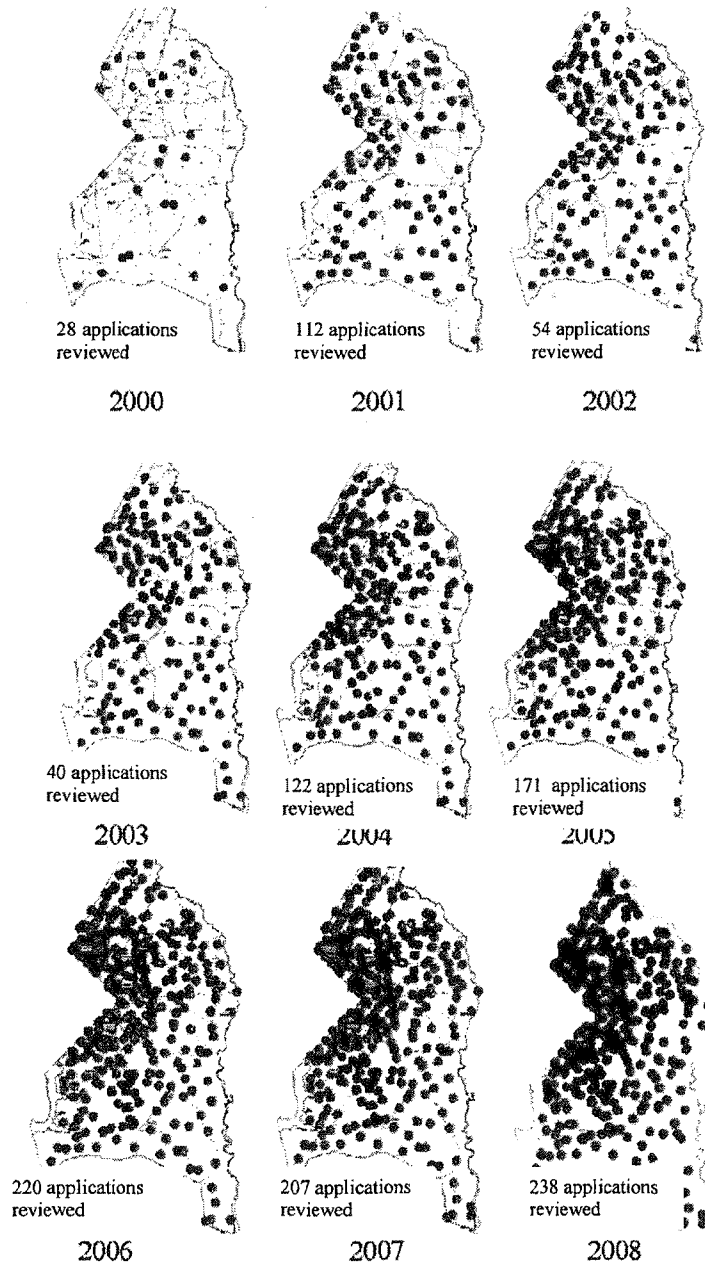 28 applications
reviewed
2000
112 applications
reviewed
2001
54 applications
reviewed
2002
40 applications
reviewed
2003
122 applications
reviewed
2004
171 applications
reviewed
2005
220 applications
reviewed
2006
207 applications
reviewed
2007
238 applications
reviewed
2008